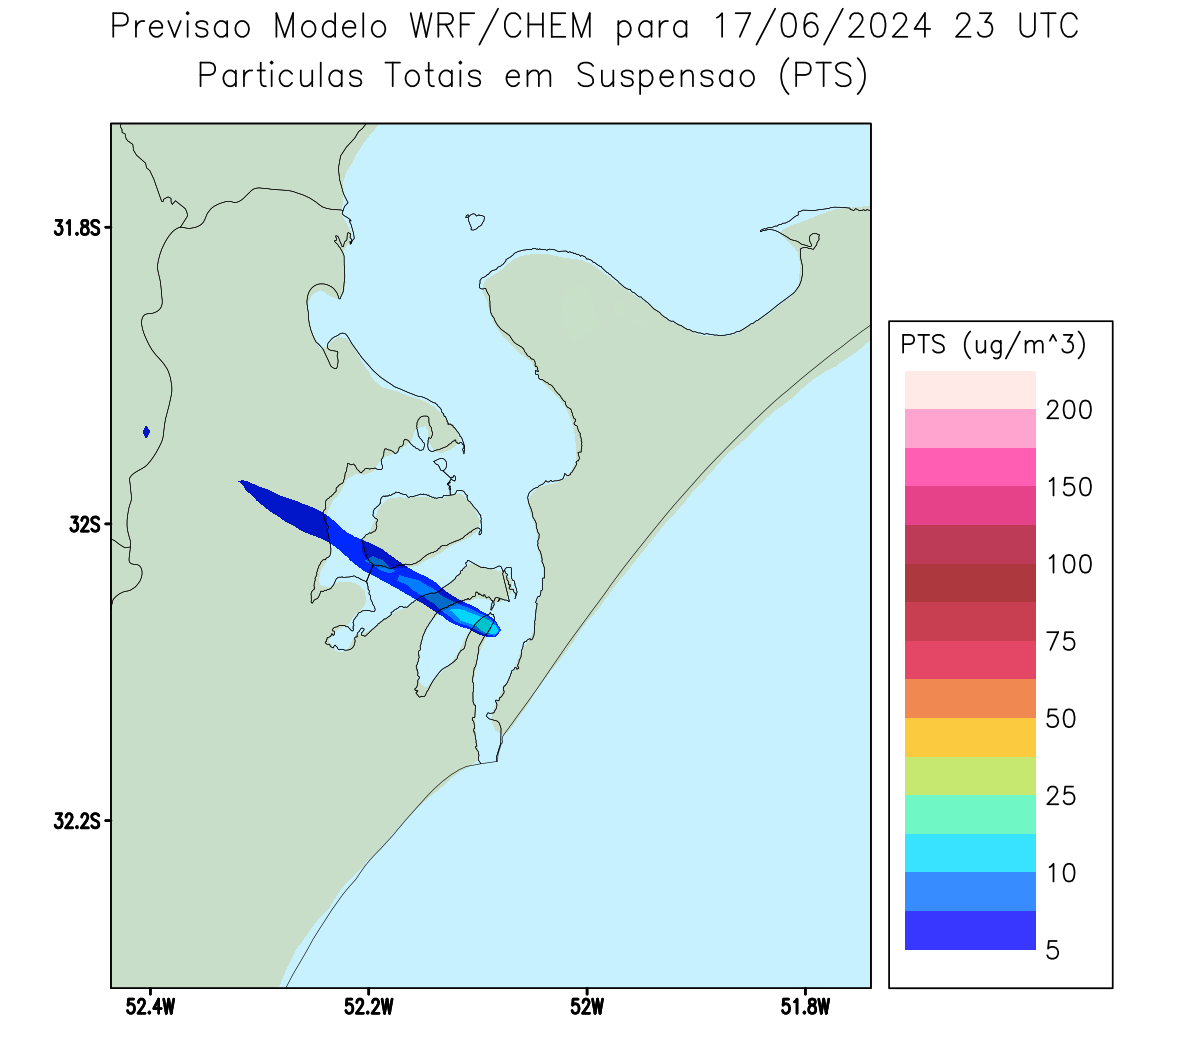 Previsao Modelo WRF/CHEM para 17/06/2024 23 UTC
Particulas Totais em Suspensao (PTS)
31.8S
32S
32.2S
52.4W
52.2W
52W
51.8W
PTS (ug/m^3)
200
150
100
75
50
25
10
5